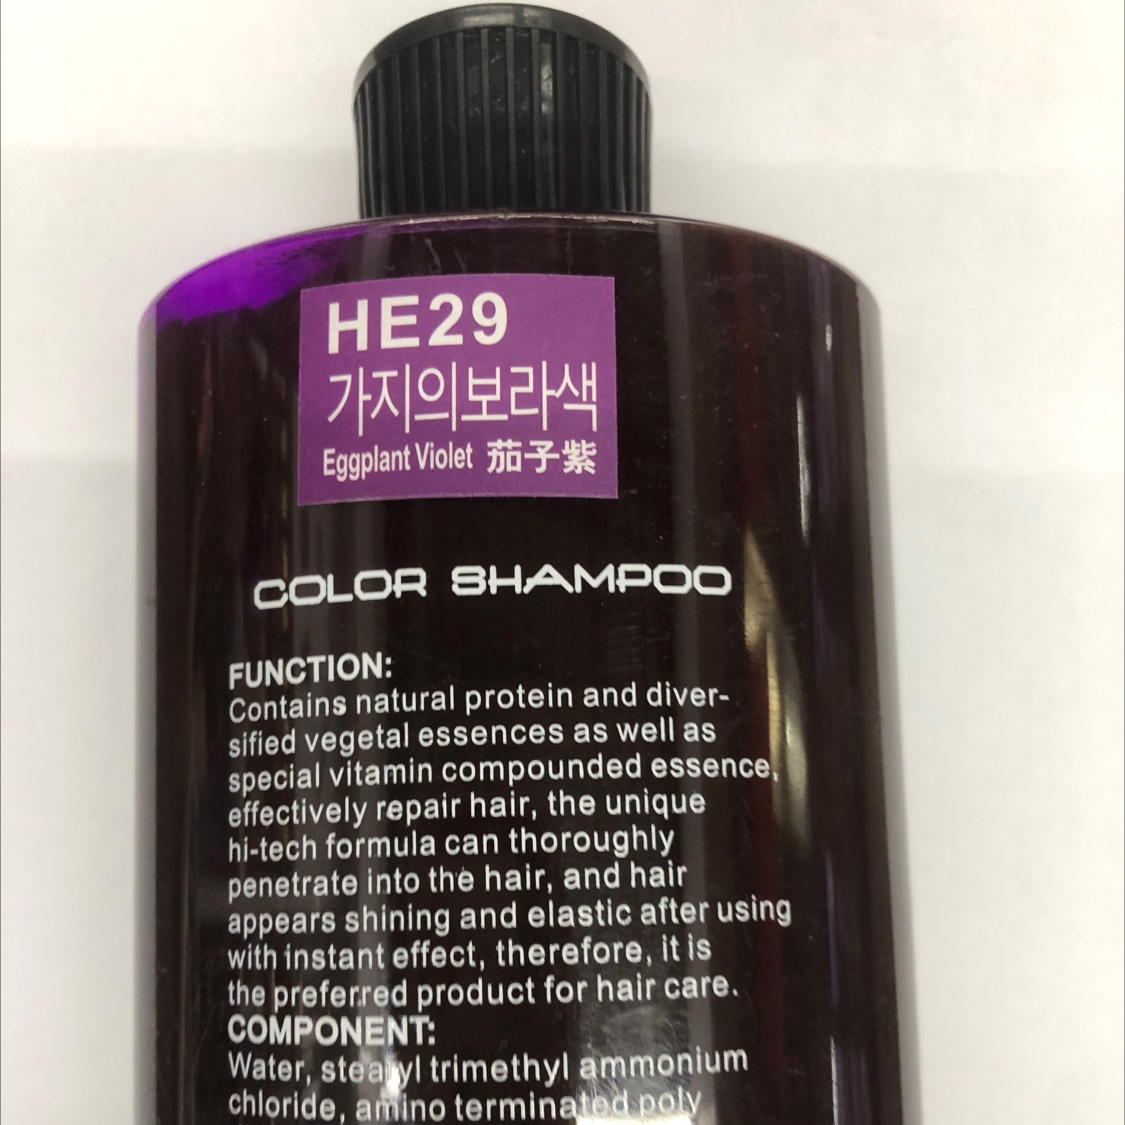 HE29
가지의보라색
Eggplant Violet 茄子紫
COLOR SHAMPOO
FUNCTION:
Contains natural protein and diver-
sified vegetal essences as well as
special vitamin compounded essence,
effectively repair hair, the unique
hi-tech formula can thoroughly
penetrate into the hair, and hair
appears shining and elastic after using
with instant effect, therefore, it is
the preferred product for hair care.
COMPONENT:
Water, stearyl trimethyl ammonium
chloride, amino terminated poly